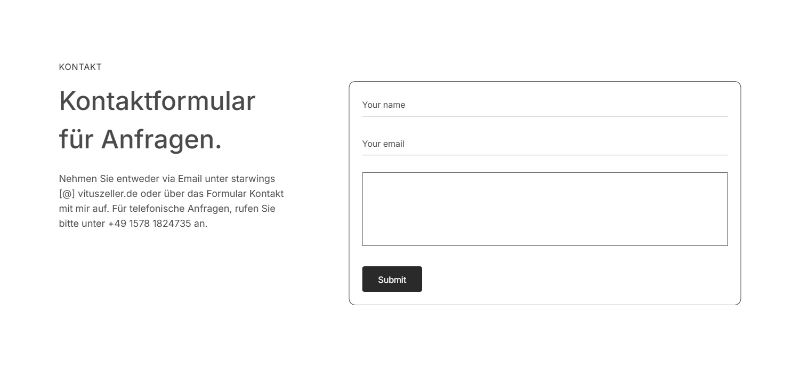 KONTAKT
Kontaktformular
für Anfragen.
Nehmen Sie entweder via Email unter starwings
[@] vituszeller.de oder über das Formular Kontakt
mit mir auf. Für telefonische Anfragen, rufen Sie
bitte unter +49 1578 1824735 an.
Your name
Your email
Submit